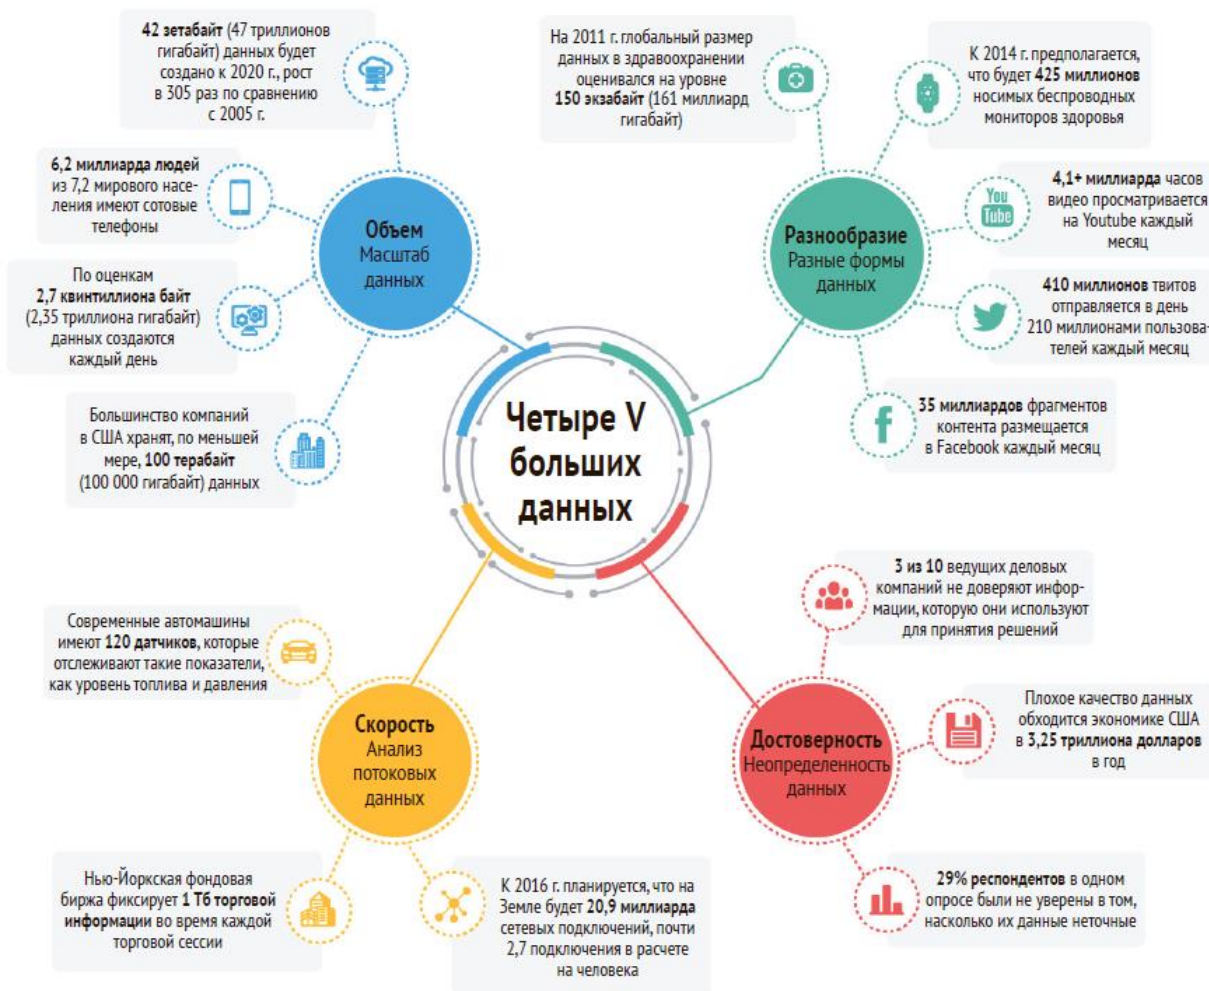 42 зетабайт (47 триллионов
гигабайт) данных будет
создано к 2020 г., рост
в 305 раз по сравнению
с 2005 г.
6,2 миллиарда людей
из 7,2 мирового насе-
ления имеют сотовые
телефоны
По оценкам
2,7 квинтиллиона байт
(2,35 триллиона гигабайт)
данных создаются
каждый день
Большинство компаний
в США хранят, по меньшей
мере, 100 терабайт
(100 000 гигабайт) данных
Объем
Масштаб
данных
На 2011 г. глобальный размер
данных в здравоохранении
оценивался на уровне
150 экзабайт (161 миллиард
гигабайт)
К 2014 г. предполагается,
что будет 425 миллионов
носимых беспроводных
мониторов здоровья
You
Tube
4,1+ миллиарда часов
видео просматривается
на Youtube каждый
месяц
410 миллионов твитов
отправляется в день
210 миллионами пользова-
телей каждый месяц
f
35 миллиардов фрагментов
контента размещается
в Facebook каждый месяц
Разнообразие
Разные формы
данных
Четыре V
больших
данных
Современные автомашины
имеют 120 датчиков, которые
отслеживают такие показатели,
как уровень топлива и давления
Скорость
Анализ
потоковых
данных
Нью-Йоркская фондовая
биржа фиксирует 1 Тб торговой
информации во время каждой
торговой сессии
К 2016 г. планируется, что на
Земле будет 20,9 миллиарда
сетевых подключений, почти
2,7 подключения в расчете
на человека
3 из 10 ведущих деловых
компаний не доверяют инфор-
мации, которую они используют
для принятия решений
Достоверность
Неопределенность
данных
Плохое качество данных
обходится экономике США
в 3,25 триллиона долларов
в год
29% респондентов в одном
опросе были не уверены в том,
насколько их данные неточные